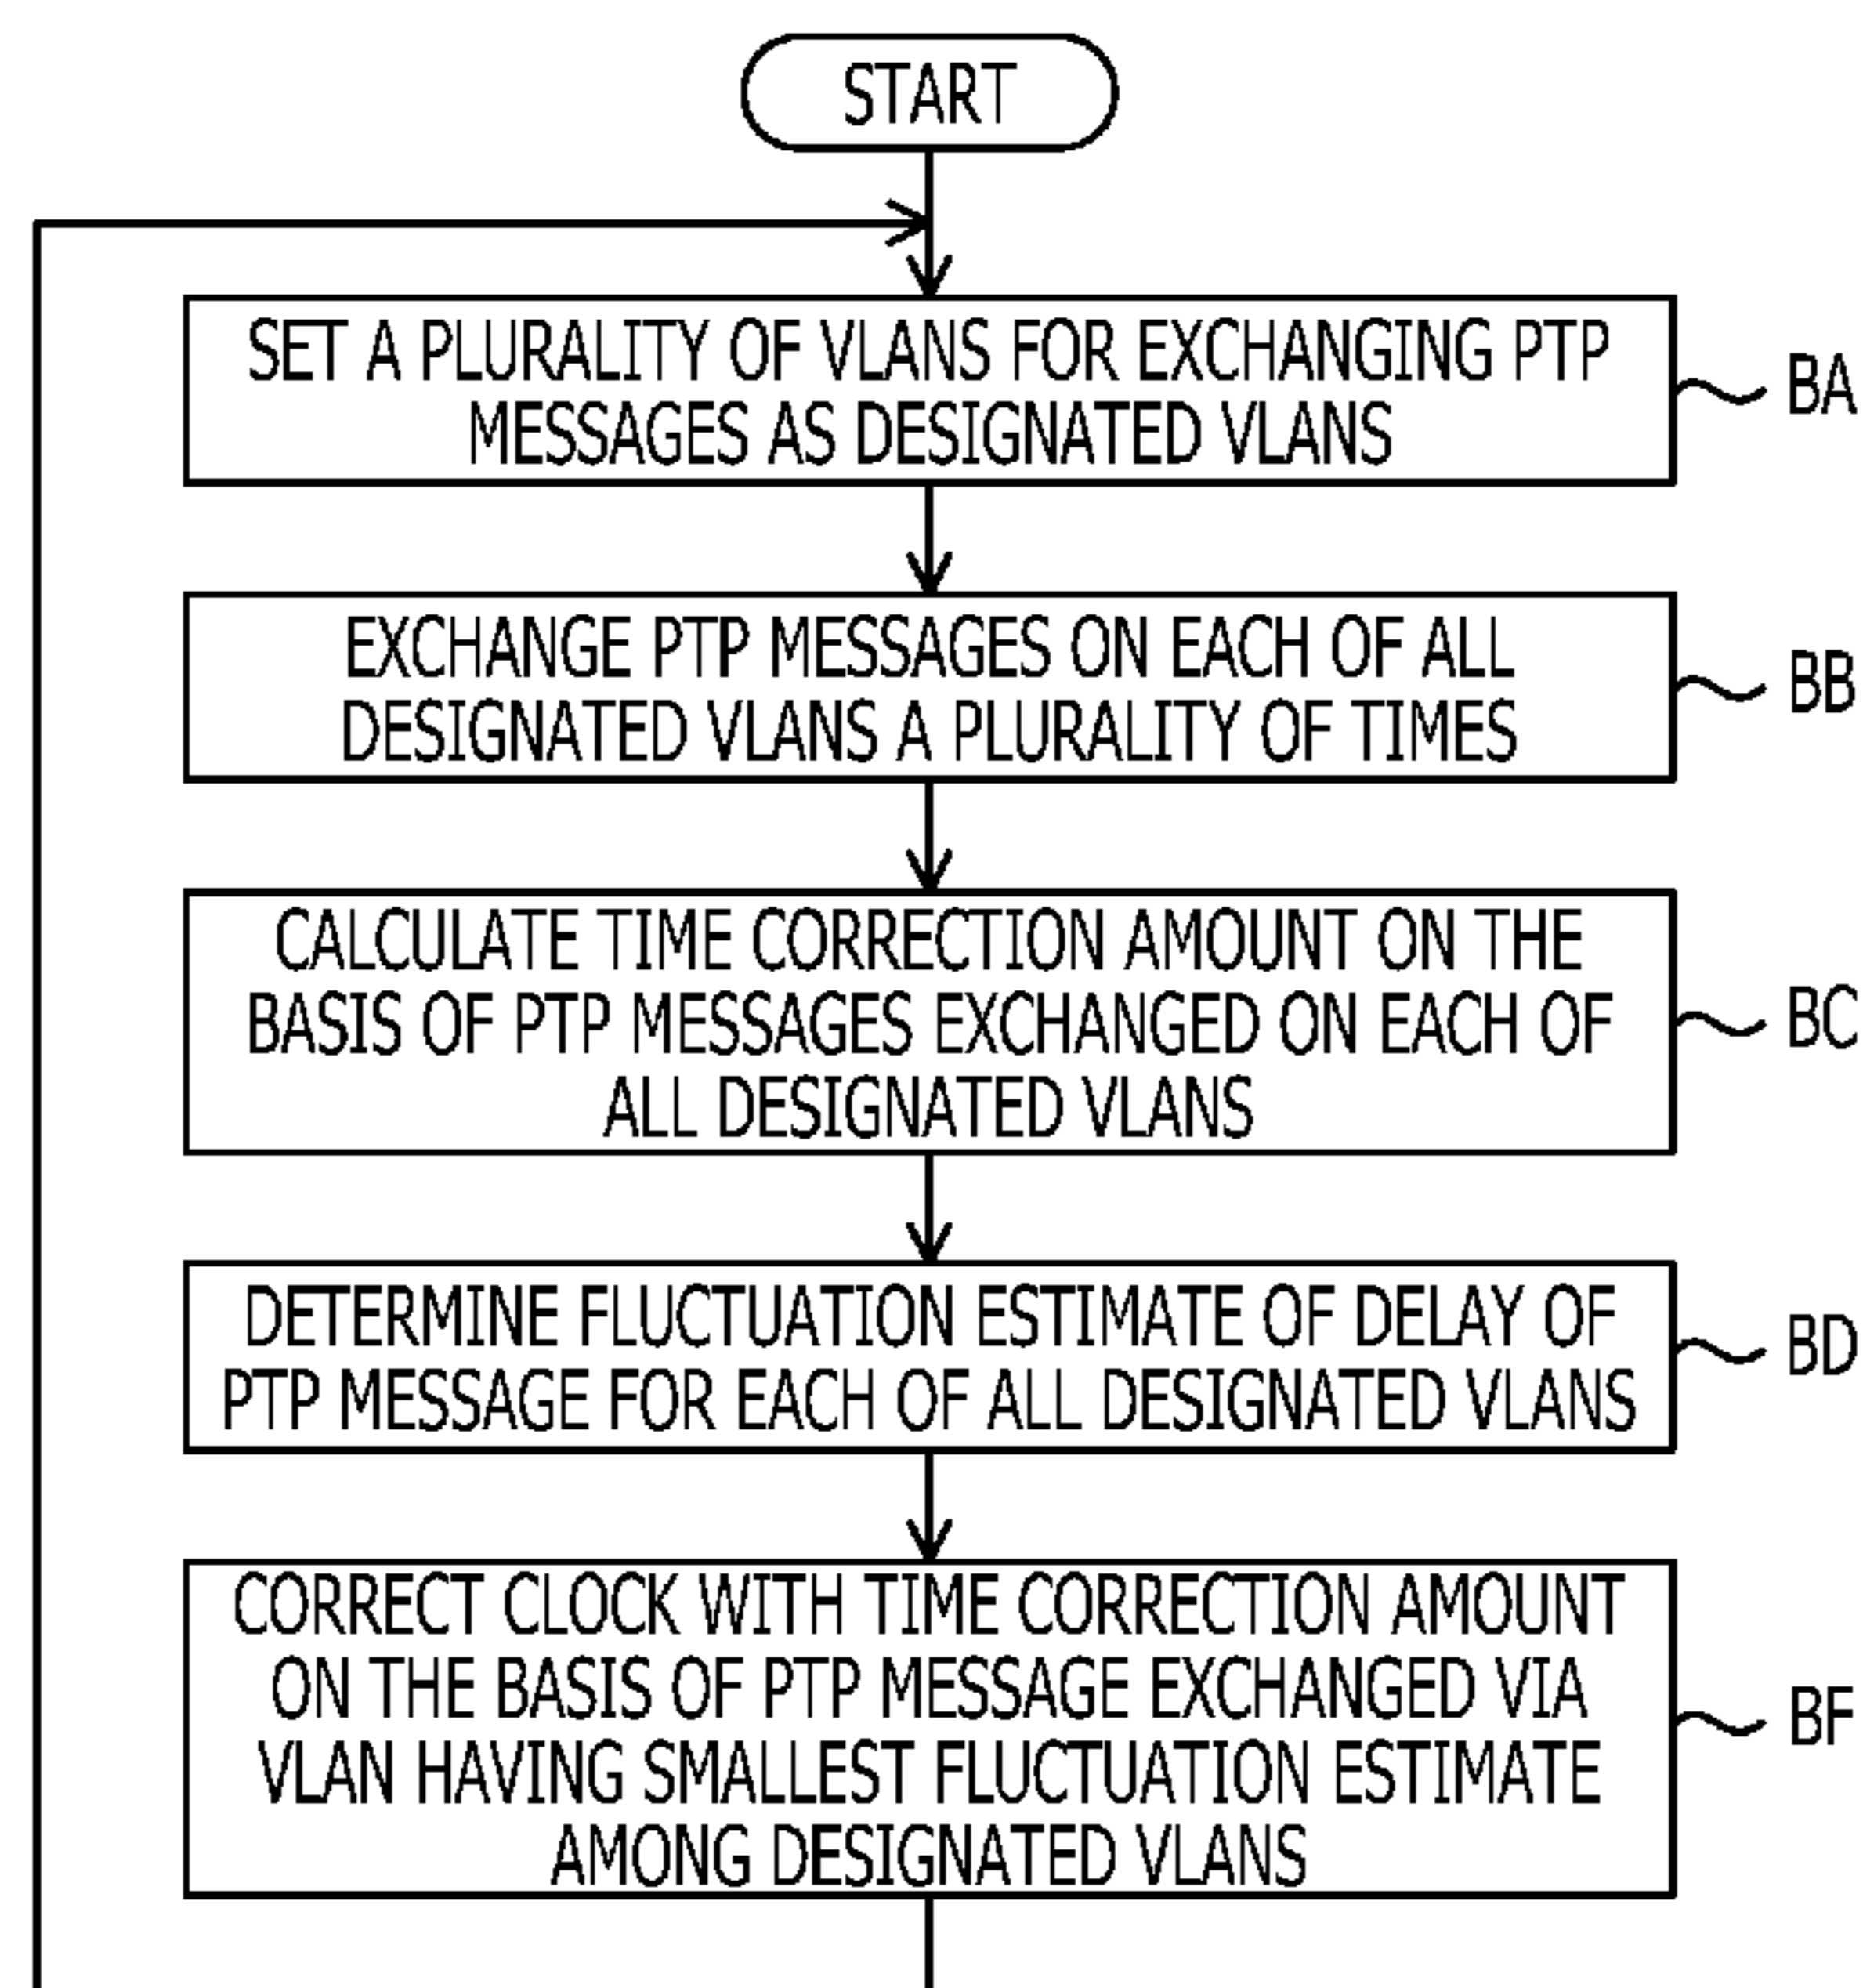 START
SET A PLURALITY OF VLANS FOR EXCHANGING PTP
MESSAGES AS DESIGNATED VLANS
BA
EXCHANGE PTP MESSAGES ON EACH OF ALL
DESIGNATED VLANS A PLURALITY OF TIMES
BB
CALCULATE TIME CORRECTION AMOUNT ON THE
BASIS OF PTP MESSAGES EXCHANGED ON EACH OF
ALL DESIGNATED VLANS
BC
DETERMINE FLUCTUATION ESTIMATE OF DELAY OF
PTP MESSAGE FOR EACH OF ALL DESIGNATED VLANS
BD
CORRECT CLOCK WITH TIME CORRECTION AMOUNT
ON THE BASIS OF PTP MESSAGE EXCHANGED VIA
VLAN HAVING SMALLEST FLUCTUATION ESTIMATE
AMONG DESIGNATED VLANS
BF